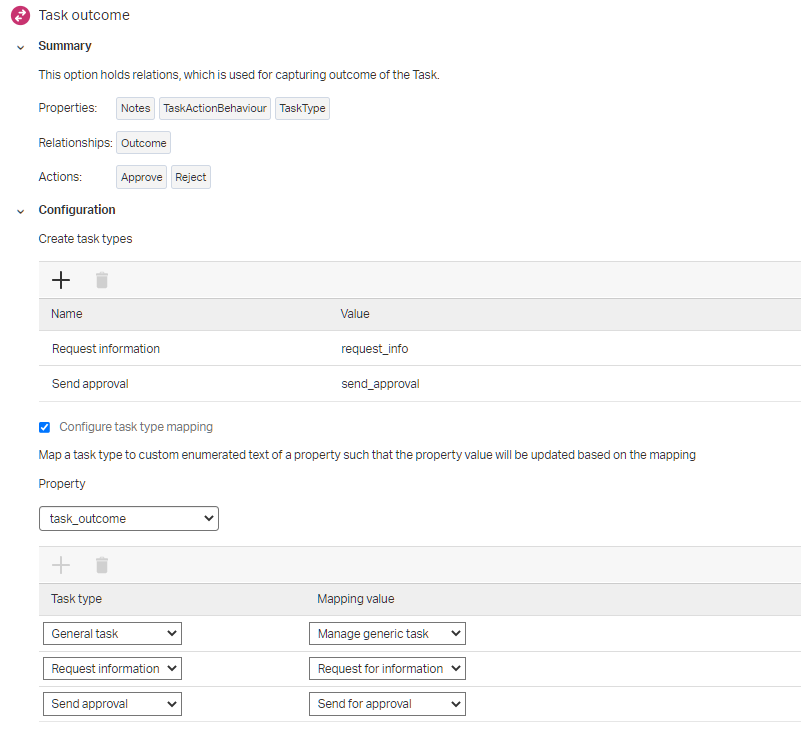 Task outcome
Summary
This option holds relations, which is used for capturing outcome of the Task.
Properties: Notes TaskActionBehaviour TaskType
Relationships: Outcome
Actions: Approve Reject
Configuration
Create task types
Name Value
Request information request_info
Send approval send_approval
Configure task type mapping
Map a task type to custom enumerated text of a property such that the property value will be updated based on the mapping
Property
task_outcome
Task type Mapping value
General task Manage generic task
Request information Request for information
Send approval Send for approval